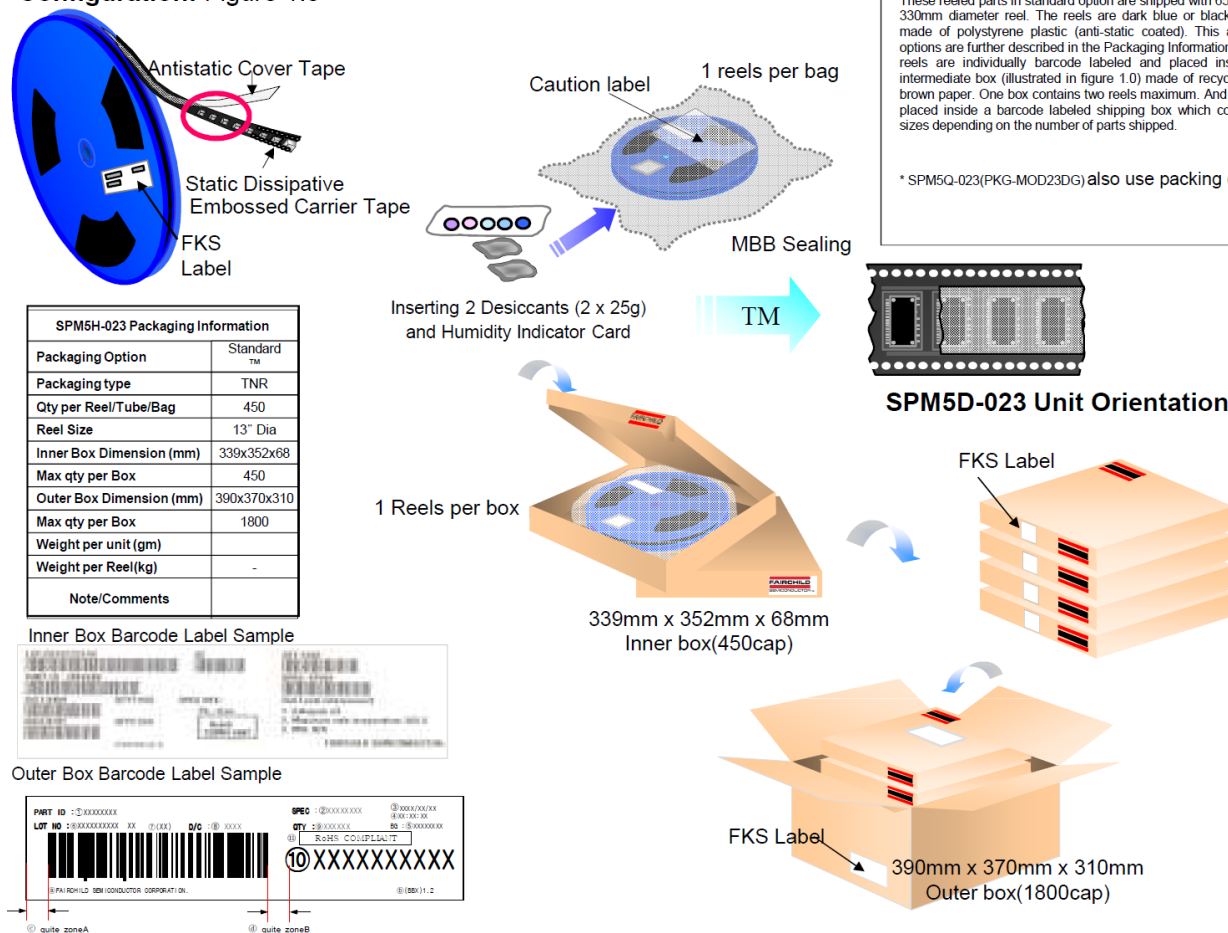 Antistatic Cover Tape
Static Dissipative
Embossed Carrier Tape
FKS
Label
Caution label
1 reels per bag
MBB Sealing
Inserting 2 Desiccants (2 x 25g)
and Humidity Indicator Card
TM
These reeled parts in standard option are shipped with
330mm diameter reel. The reels are dark blue or black
made of polystyrene plastic (anti-static coated). This
options are further described in the Packaging Information
reels are individually barcode labeled and placed
intermediate box (illustrated in figure 1.0) made of
brown paper. One box contains two reels maximum. And
placed inside a barcode labeled shipping box which
sizes depending on the number of parts shipped.
* SPM5Q-023(PKG-MOD23DG) also use packing
SPM5D-023 Unit Orientation
SPM5H-023 Packaging Information
Packaging Option Standard ™
Packaging type TNR
Qty per Reel/Tube/Bag 450
Reel Size 13" Dia
Inner Box Dimension (mm) 339x352x68
Max qty per Box 450
Outer Box Dimension (mm) 390x370x310
Max qty per Box 1800
Weight per unit (gm)
Weight per Reel(kg) -
Note/Comments
1 Reels per box
FAIRCHILD
SEMICONDUCTOR
339mm x 352mm x 68mm
Inner box(450cap)
FKS Label
FKS Label
390mm x 370mm x 310mm
Outer box(1800cap)
Inner Box Barcode Label Sample
Outer Box Barcode Label Sample
PART ID :①XXXXXXXX SPEC :②XXXXXXXX ③XXXX/XX/XX
④XX:XX:XX
LOT NO :⑥XXXXXXXXXX XX ⑦(XX) D/C :⑧ XXXX QTY :⑨XXXXXX BG :⑤XXXXXXXX
⑪ RoHS COMPLIANT
⑩XXXXXXXXXX
ⓐFAIRCHILD SEMICONDUCTOR CORPORATION. ⓑ(BBX)1.2
ⓒ quite zoneA ⓓ quite zoneB